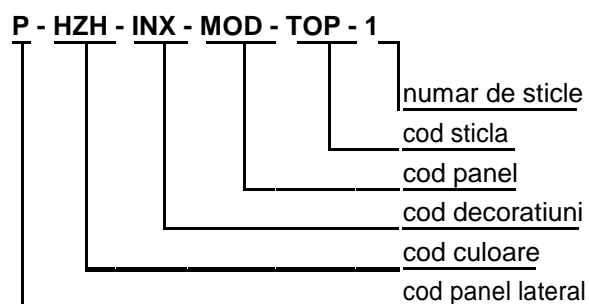 P - HZH - INX - MOD - TOP - 1
numar de sticle
cod sticla
cod panel
cod decoratiuni
cod culoare
cod panel lateral